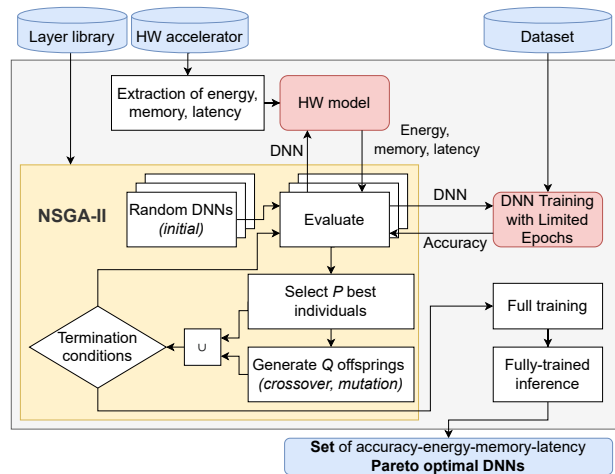 Layer library
HW accelerator
Dataset
Extraction of energy,
memory, latency
HW model
Energy,
memory, latency
DNN
NSGA-II
Random DNNs
(initial)
Evaluate
DNN
Accuracy
DNN Training
with Limited
Epochs
Select P best
individuals
Full training
Termination
conditions
∪
Generate Q offsprings
(crossover, mutation)
Fully-trained
inference
Set of accuracy-energy-memory-latency
Pareto optimal DNNs